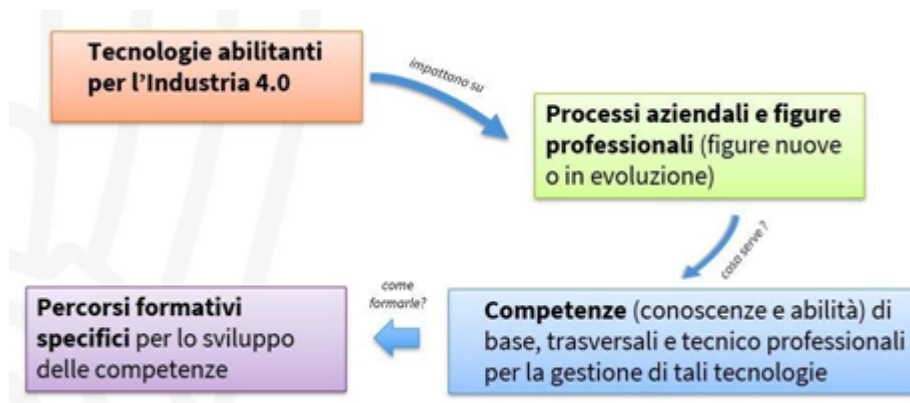 Tecnologie abilitanti
per l'Industria 4.0
impattano su
Processi aziendali e figure
professionali (figure nuove
o in evoluzione)
cosa serve ?
Competenze (conoscenze e abilità) di
base, trasversali e tecnico professionali
per la gestione di tali tecnologie
come
formarle?
Percorsi formativi
specifici per lo sviluppo
delle competenze